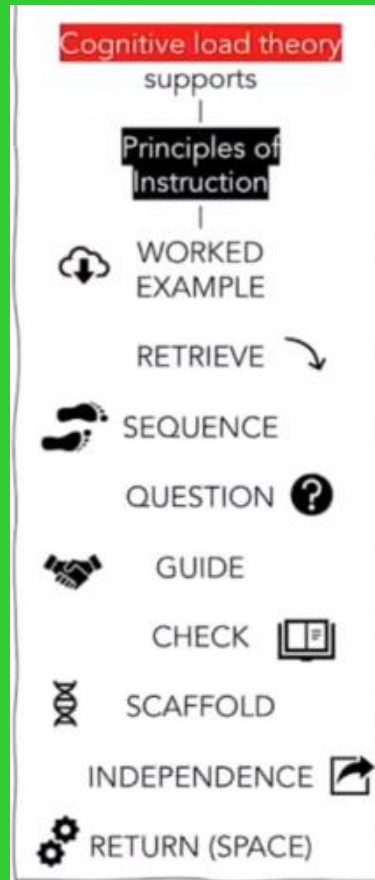 Cognitive load theory
supports
Principles of
Instruction
WORKED
EXAMPLE
RETRIEVE
SEQUENCE
QUESTION
?
GUIDE
CHECK
SCAFFOLD
INDEPENDENCE
RETURN (SPACE)